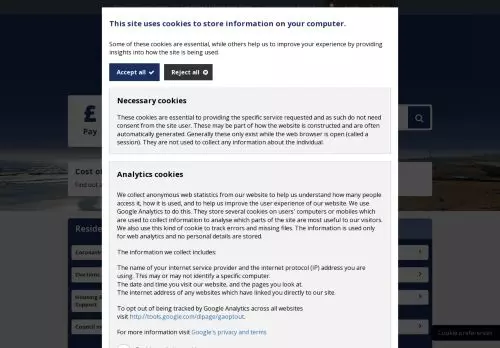 This site uses cookies to store information on your computer.
Some of these cookies are essential, while others help us to improve your experience by providing
insights into how the site is being used.
Accept all
Reject all
£
Pay
Necessary cookies
These cookies are essential to providing the specific service requested and as such do not need
consent from the site user. These may be part of how the website is constructed and are often
automatically generated. Generally these only exist while the web browser is open (called a
session). They are not used to collect any information about the individual.
Cost of
Find out a
Analytics cookies
We collect anonymous web statistics from our website to help us understand how many people
access it, how it is used, and to help us improve the user experience of our website. We use
Google Analytics to do this. They store several cookies on users' computers or mobiles which
are used to collect information to analyse which parts of the site are most useful to our visitors.
We also use this kind of cookie to track errors and missing files. The information is used only
for web analytics and no personal details are stored.
Reside
Coronavir
Elections
Housing
Support
Council t
The information we collect includes:
The name of your internet service provider and the internet protocol (IP) address you are
using. This may or may not identify a specific computer.
The date and time you visit our website, and the pages you look at.
The internet address of any websites which have linked you directly to our site.
To opt out of being tracked by Google Analytics across all websites
visit http://tools.google.com/dlpage/gaoptout.
For more information visit Google's privacy and terms
Cookie preferences